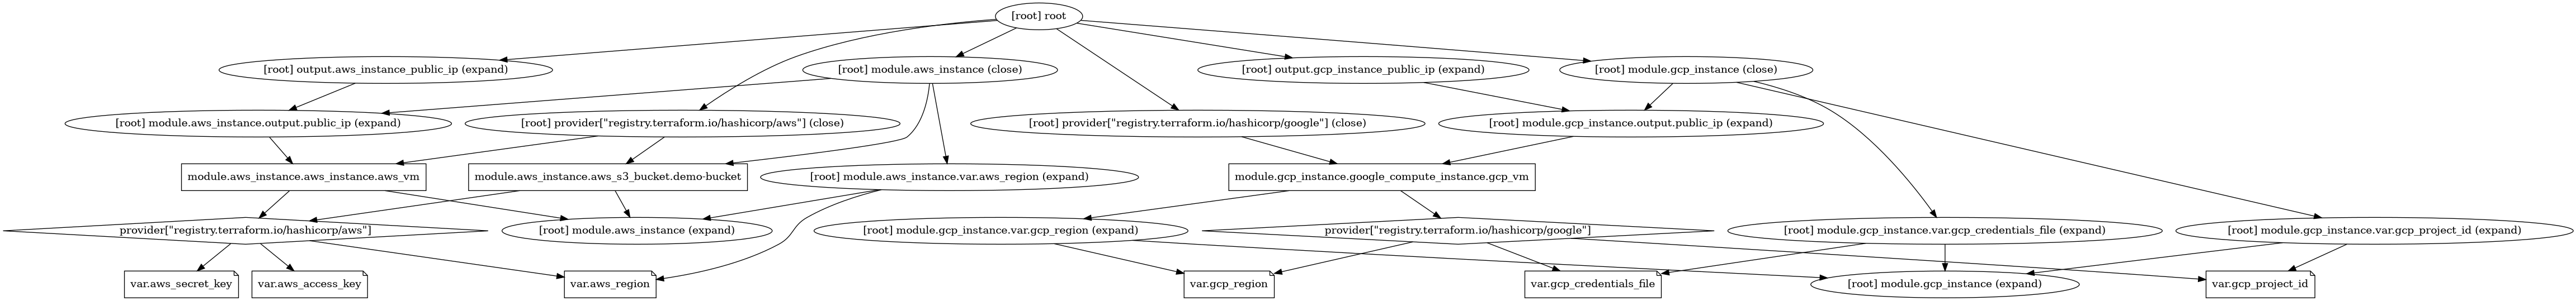 [root] root
[root] output.aws_instance_public_ip (expand)
[root] module.aws_instance (close)
[root] output.gcp_instance_public_ip (expand)
[root] module.gcp_instance (close)
[root] module.aws_instance.output.public_ip (expand)
[root] provider["registry.terraform.io/hashicorp/aws"] (close)
[root] provider["registry.terraform.io/hashicorp/google"] (close)
[root] module.gcp_instance.output.public_ip (expand)
module.aws_instance.aws_instance.aws_vm
module.aws_instance.aws_s3_bucket.demo-bucket
[root] module.aws_instance.var.aws_region (expand)
module.gcp_instance.google_compute_instance.gcp_vm
provider["registry.terraform.io/hashicorp/aws"]
[root] module.aws_instance (expand)
[root] module.gcp_instance.var.gcp_region (expand)
provider["registry.terraform.io/hashicorp/google"]
[root] module.gcp_instance.var.gcp_credentials_file (expand)
[root] module.gcp_instance.var.gcp_project_id (expand)
var.aws_secret_key
var.aws_access_key
var.aws_region
var.gcp_region
var.gcp_credentials_file
[root] module.gcp_instance (expand)
var.gcp_project_id